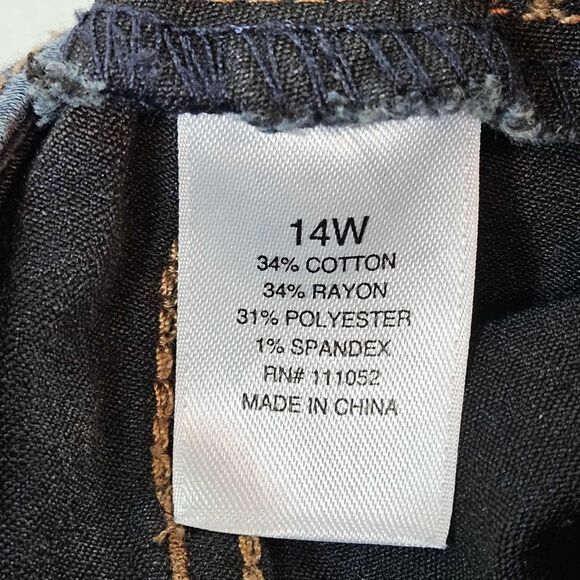 14W
34% COTTON
34% RAYON
31% POLYESTER
1% SPANDEX
RN# 111052
MADE IN CHINA